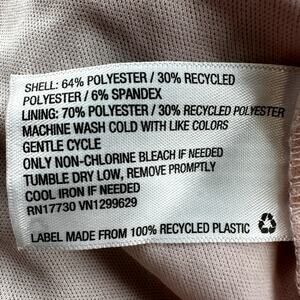 SHELL: 64% POLYESTER / 30% RECYCLED
POLYESTER / 6% SPANDEX
LINING: 70% POLYESTER / 30% RECYCLED POLYESTER
MACHINE WASH COLD WITH LIKE COLORS
GENTLE CYCLE
ONLY NON-CHLORINE BLEACH IF NEEDED
TUMBLE DRY LOW, REMOVE PROMPTLY
COOL IRON IF NEEDED
RN17730 VN1299629
LABEL MADE FROM 100% RECYCLED PLASTIC